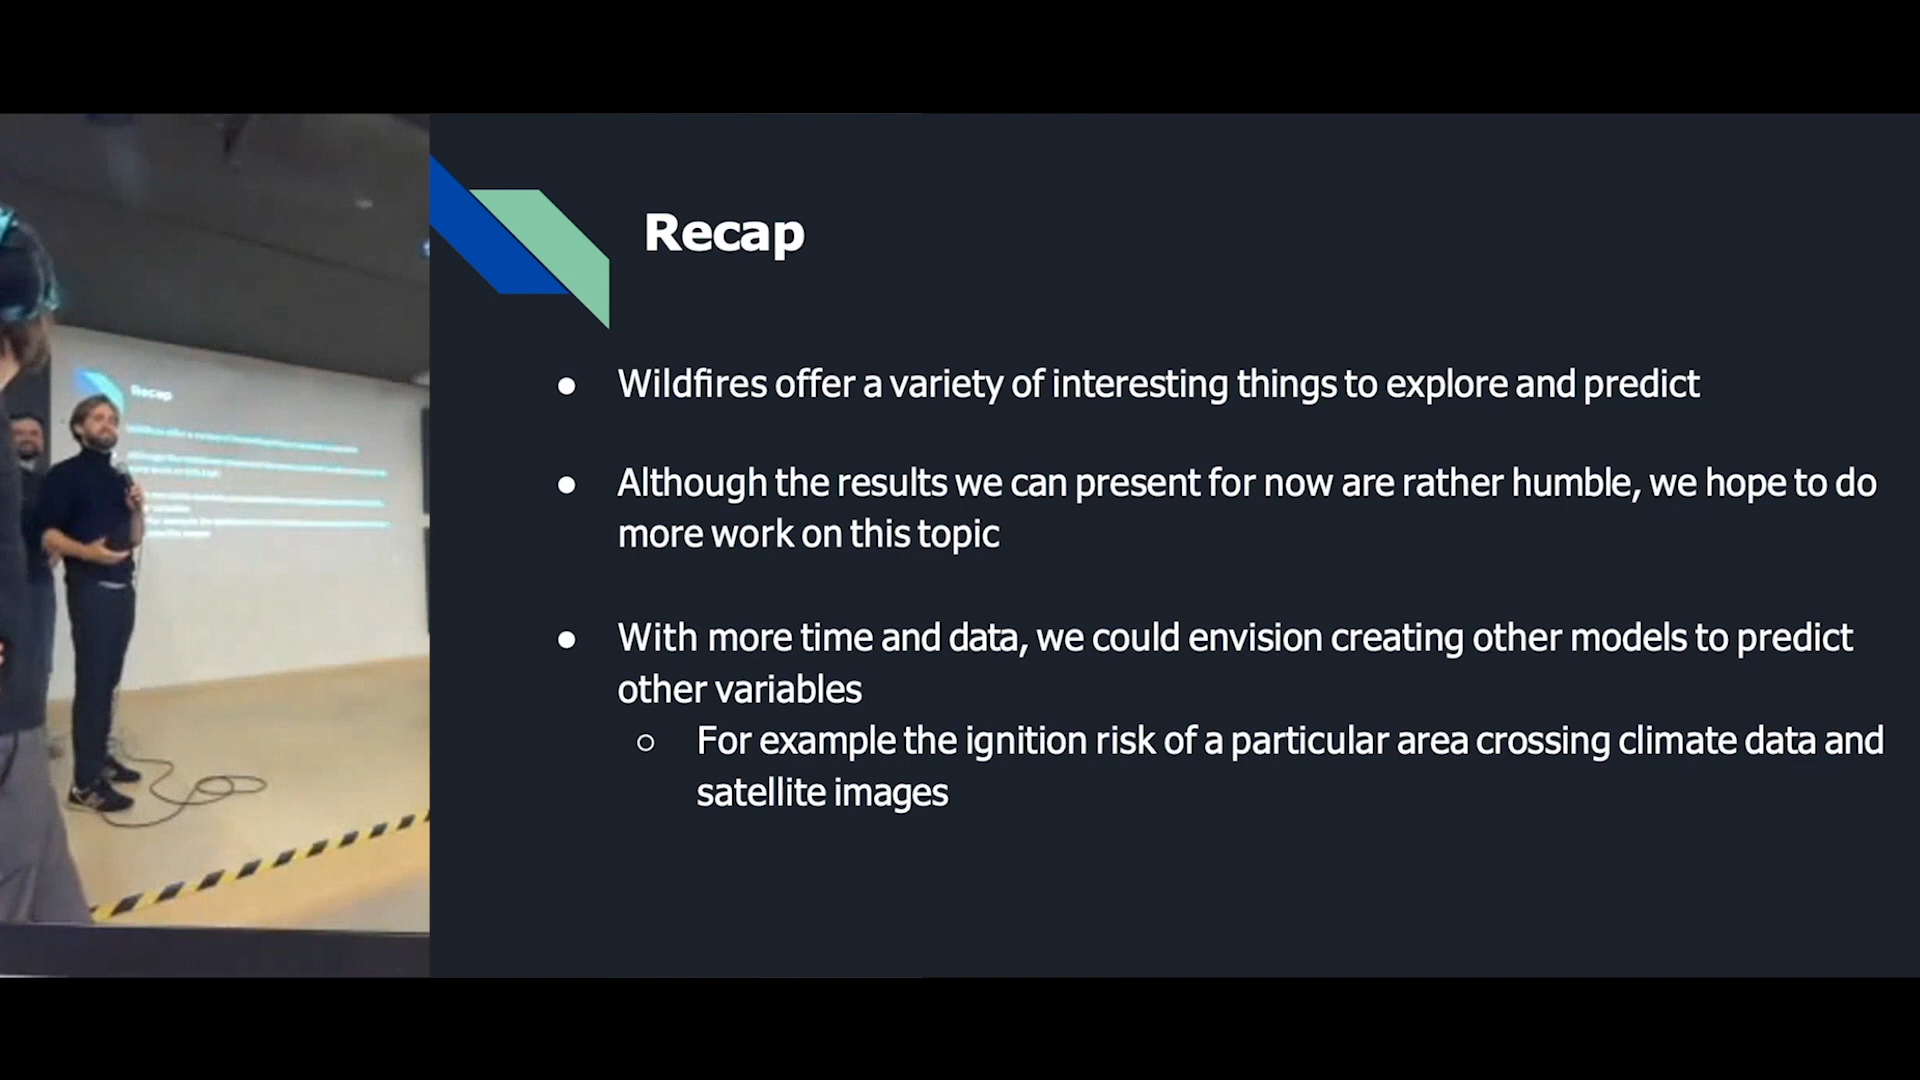 Recap
● Wildfires offer a variety of interesting things to explore and predict
● Although the results we can present for now are rather humble, we hope to do
more work on this topic
● With more time and data, we could envision creating other models to predict
other variables
○ For example the ignition risk of a particular area crossing climate data and
satellite images
Recap